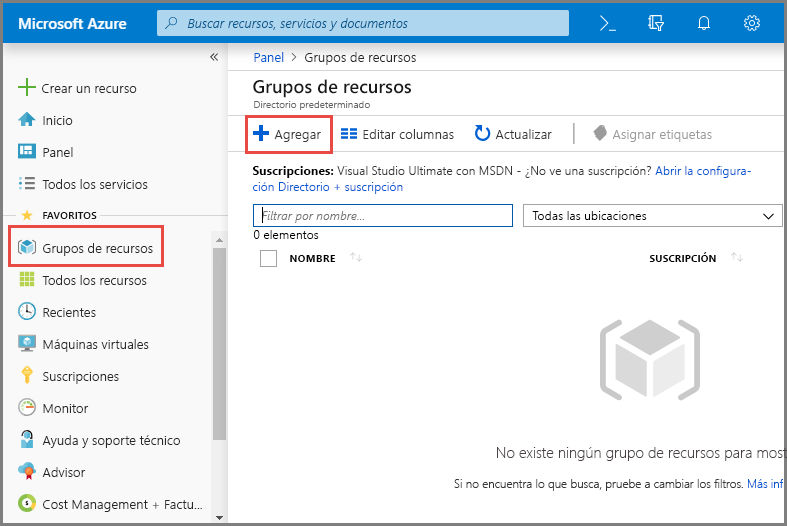 Microsoft Azure
Buscar recursos, servicios y documentos
Crear un recurso
Inicio
Panel
Todos los servicios
FAVORITOS
Grupos de recursos
Todos los recursos
Recientes
Máquinas virtuales
Suscripciones
Monitor
Ayuda y soporte técnico
Advisor
Cost Management + Factu...
Panel > Grupos de recursos
Grupos de recursos
Directorio predeterminado
Agregar Editar columnas Actualizar Asignar etiquetas
Suscripciones: Visual Studio Ultimate con MSDN - ¿No ve una suscripción? Abrir la configura-
ción Directorio + suscripción
Filtrar por nombre... Todas las ubicaciones
0 elementos
NOMBRE SUSCRIPCIÓN
No existe ningún grupo de recursos para most
Si no encuentra lo que busca, pruebe a cambiar los filtros. Más inf